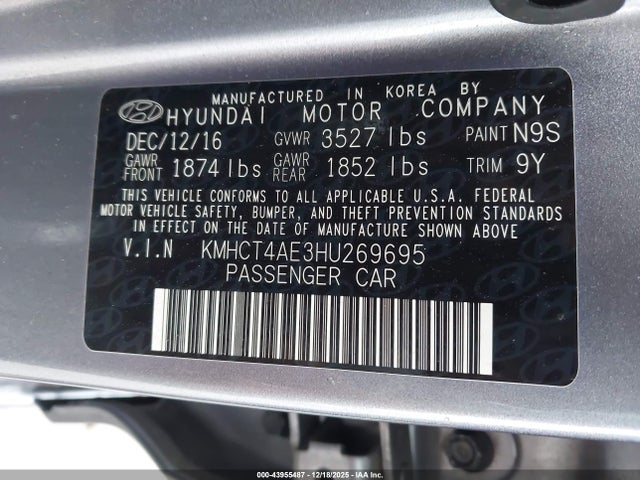 MANUFACTURED IN KOREA BY
HYUNDAI MOTOR COMPANY
DEC/12/16 GVWR 3527 lbs PAINT N9S
GAWR FRONT 1874 lbs GAWR REAR 1852 lbs TRIM 9Y
THIS VEHICLE CONFORMS TO ALL APPLICABLE U.S.A. FEDERAL
MOTOR VEHICLE SAFETY, BUMPER, AND THEFT PREVENTION STANDARDS
IN EFFECT ON THE DATE OF MANUFACTURE SHOWN ABOVE
V.I.N KMHCT4AE3HU269695
PASSENGER CAR
000-43955487 - 12/18/2025 - IAA Inc.